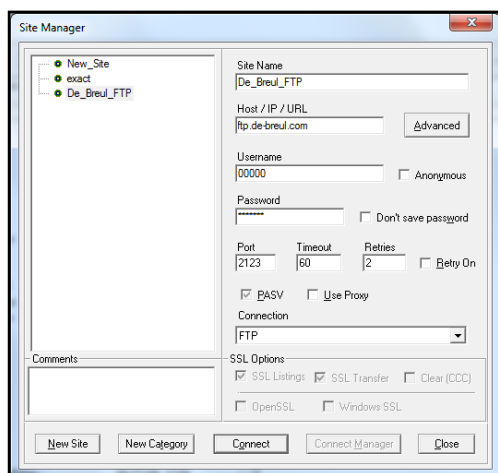 Site Manager
New_Site
exact
De_Breul_FTP
Site Name
De_Breul_FTP
Host / IP / URL
ftp.de-breul.com
Advanced
Username
00000
Anonymous
Password
*******
Don't save password
Port Timeout Retries
2123 60 2 Retry On
PASV Use Proxy
Connection
FTP
Comments
SSL Options
SSL Listings SSL Transfer Clear (CCC)
OpenSSL Windows SSL
New Site New Category Connect Connect Manager Close